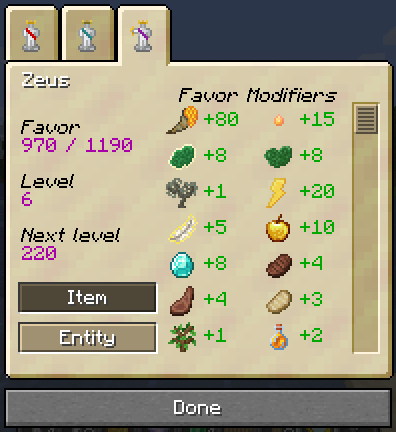 Zeus
Favor
970 / 1190
Level
6
Next level
220
Item
Entity
Favor Modifiers
+80 +15
+8 +8
+1 +20
+5 +10
+8 +4
+4 +3
+1 +2
Done